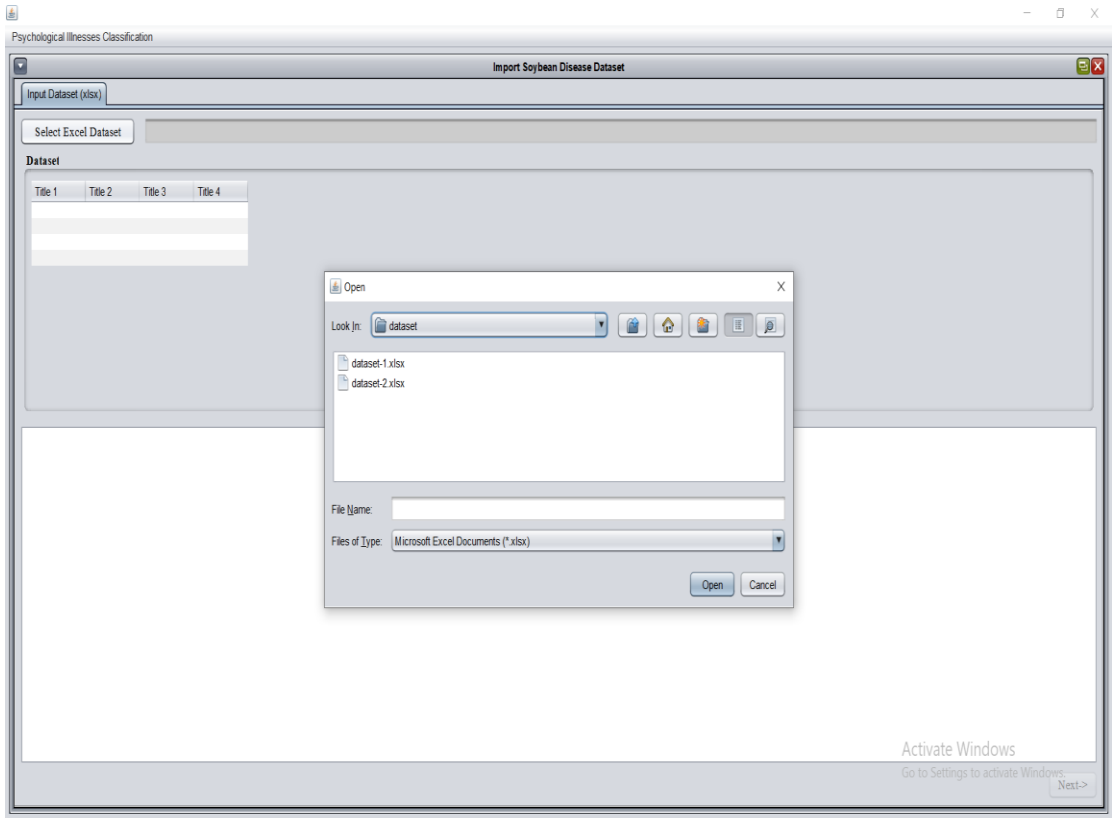 Psychological Illnesses Classification
Import Soybean Disease Dataset
Input Dataset (xlsx)
Select Excel Dataset
Dataset
Title 1 Title 2 Title 3 Title 4
Open X
Look In: dataset
dataset-1.xlsx
dataset-2.xlsx
File Name:
Files of Type: Microsoft Excel Documents (*.xlsx)
Open Cancel
Activate Windows
Go to Settings to activate Windows.
Next->